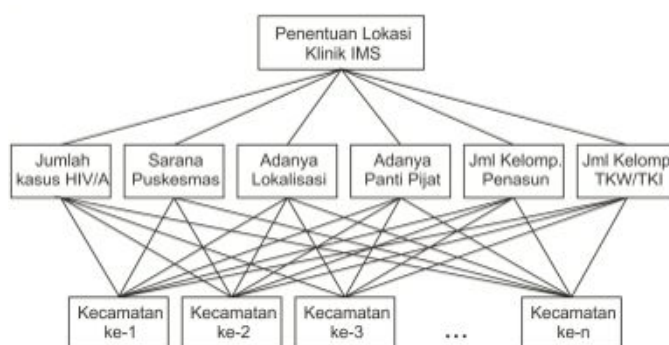 Penentuan Lokasi
Klinik IMS
Jumlah
kasus HIV/A
Sarana
Puskesmas
Adanya
Lokalisasi
Adanya
Panti Pijat
Jml Kelomp.
Penasun
Jml Kelomp.
TKW/TKI
Kecamatan
ke-1
Kecamatan
ke-2
Kecamatan
ke-3
...
Kecamatan
ke-n